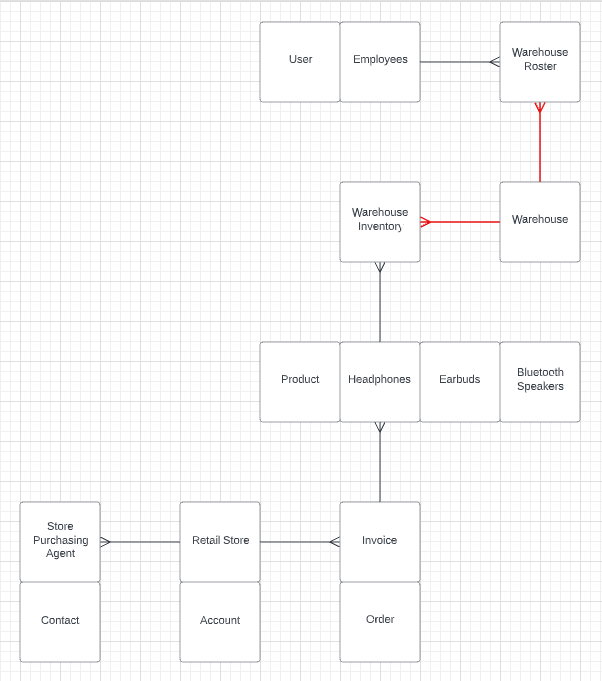 User
Employees
Warehouse
Roster
Warehouse
Inventory
Warehouse
Product
Headphones
Earbuds
Bluetooth
Speakers
Store
Purchasing
Agent
Retail Store
Invoice
Contact
Account
Order